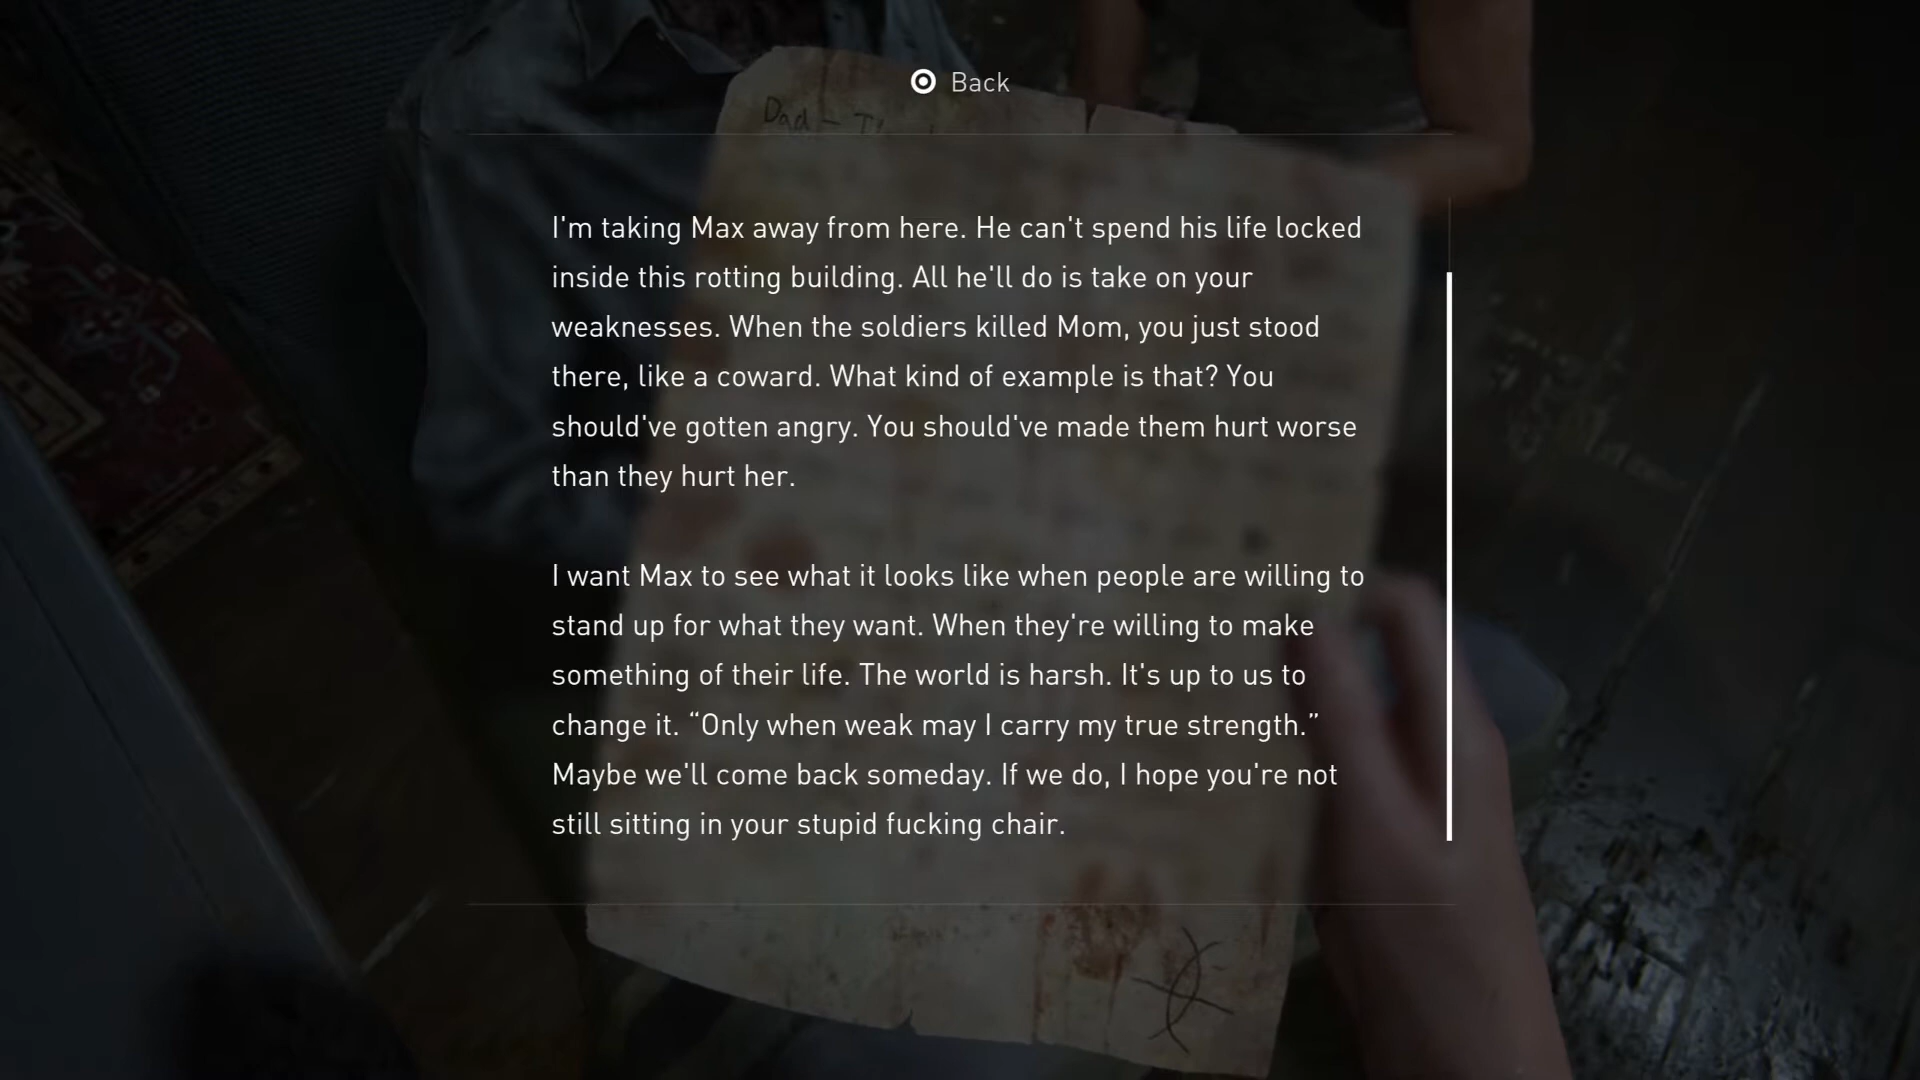 Back
Dad –
I'm taking Max away from here. He can't spend his life locked
inside this rotting building. All he'll do is take on your
weaknesses. When the soldiers killed Mom, you just stood
there, like a coward. What kind of example is that? You
should've gotten angry. You should've made them hurt worse
than they hurt her.
I want Max to see what it looks like when people are willing to
stand up for what they want. When they're willing to make
something of their life. The world is harsh. It's up to us to
change it. “Only when weak may I carry my true strength.”
Maybe we'll come back someday. If we do, I hope you're not
still sitting in your stupid fucking chair.